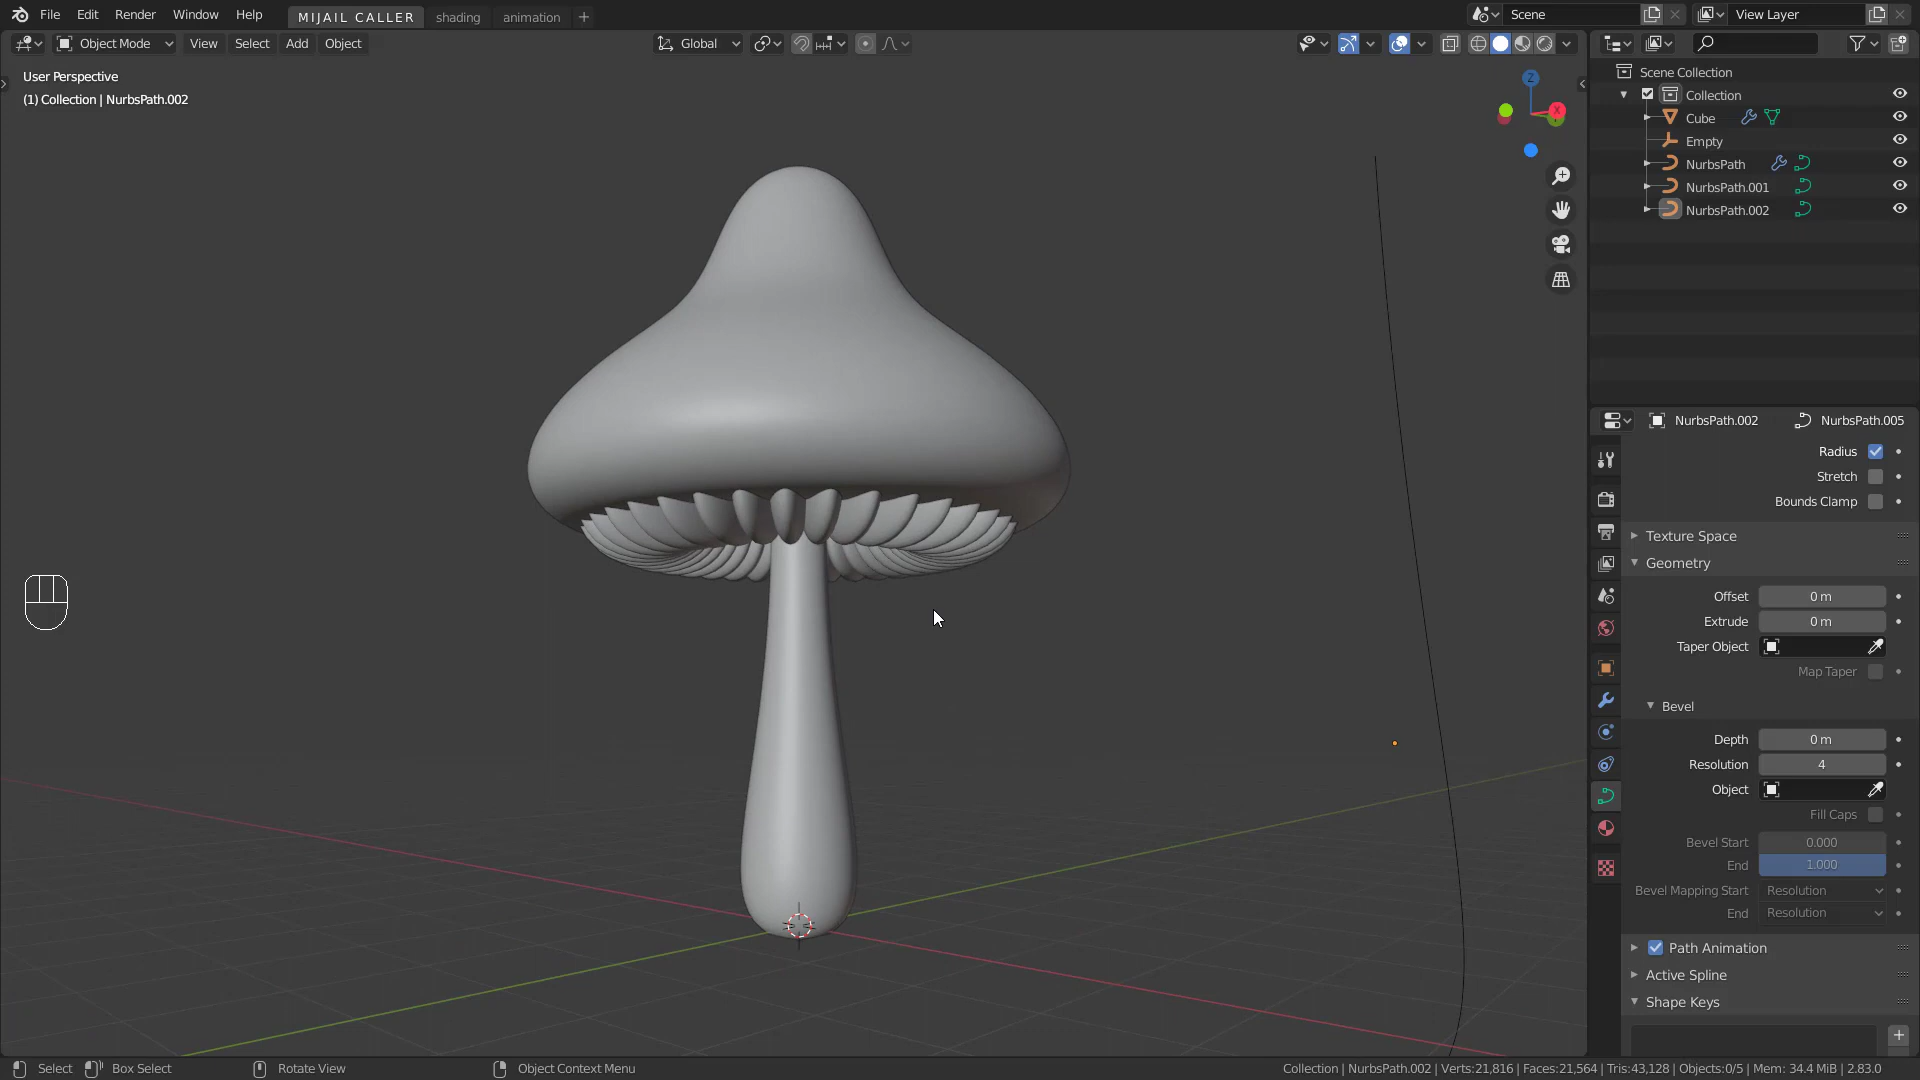 File Edit Render Window Help MIJAIL CALLER shading animation + Scene View Layer
Object Mode View Select Add Object Global
User Perspective
(1) Collection | NurbsPath.002
Z
X
Scene Collection
Collection
Cube
Empty
NurbsPath
NurbsPath.001
NurbsPath.002
NurbsPath.002 NurbsPath.005
Radius
Stretch
Bounds Clamp
Texture Space
Geometry
Offset 0 m
Extrude 0 m
Taper Object
Map Taper
Bevel
Depth 0 m
Resolution 4
Object
Fill Caps
Bevel Start 0.000
End 1.000
Bevel Mapping Start Resolution
End Resolution
Path Animation
Active Spline
Shape Keys
+
Select Box Select Rotate View Object Context Menu Collection | NurbsPath.002 | Verts:21,816 | Faces:21,564 | Tris:43,128 | Objects:0/5 | Mem: 34.4 MiB | 2.83.0